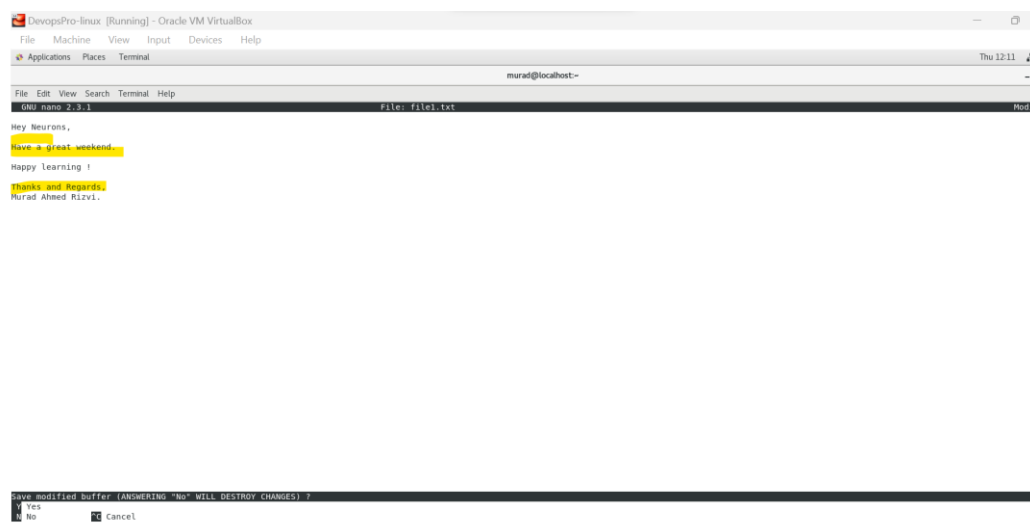 DevopsPro-linux [Running] - Oracle VM VirtualBox
File Machine View Input Devices Help
Applications Places Terminal Thu 12:11
murad@localhost:~
File Edit View Search Terminal Help
GNU nano 2.3.1 File: file1.txt Mod
Hey Neurons,
Have a great weekend.
Happy learning !
Thanks and Regards,
Murad Ahmed Rizvi.
Save modified buffer (ANSWERING "No" WILL DESTROY CHANGES) ?
Y Yes
N No ^C Cancel